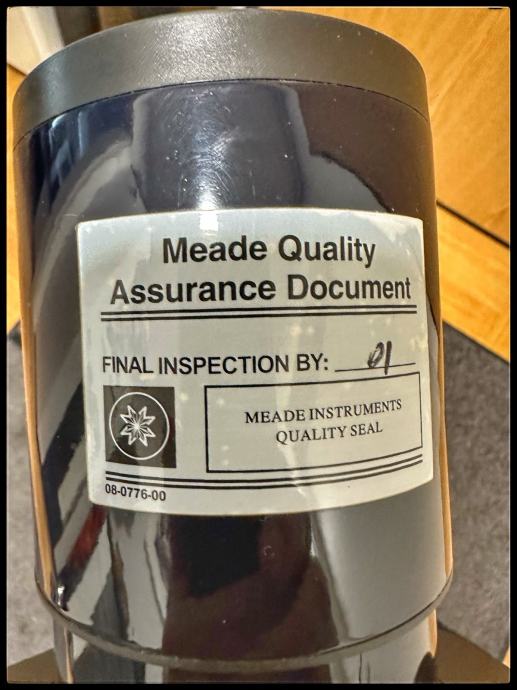 Meade Quality
Assurance Document
FINAL INSPECTION BY: 01
MEADE INSTRUMENTS
QUALITY SEAL
08-0776-00